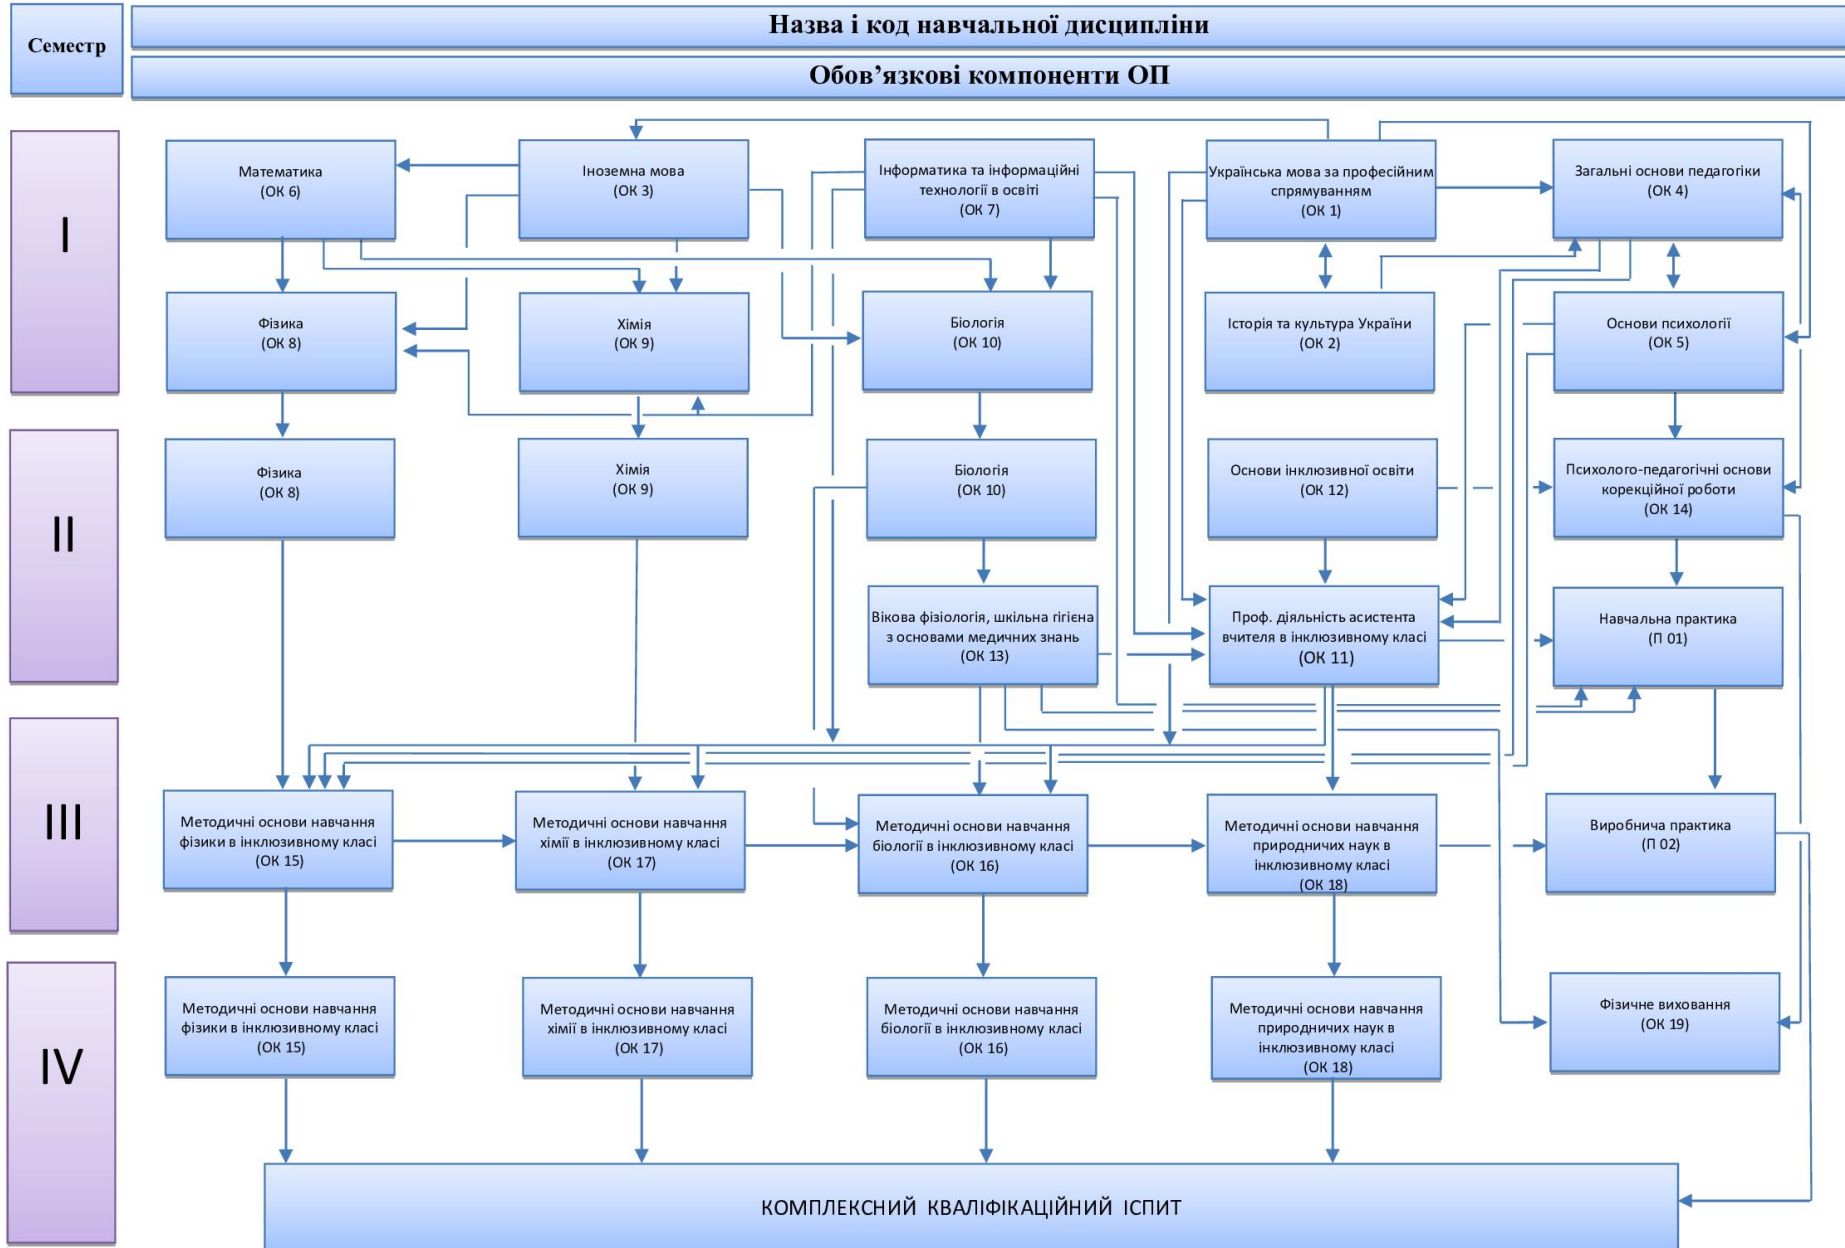 Семестр
Назва і код навчальної дисципліни
Обов’язкові компоненти ОП
I
Математика
(ОК 6)
Іноземна мова
(ОК 3)
Інформатика та інформаційні
технології в освіті
(ОК 7)
Українська мова за професійним
спрямуванням
(ОК 1)
Загальні основи педагогіки
(ОК 4)
Фізика
(ОК 8)
Хімія
(ОК 9)
Біологія
(ОК 10)
Історія та культура України
(ОК 2)
Основи психології
(ОК 5)
II
Фізика
(ОК 8)
Хімія
(ОК 9)
Біологія
(ОК 10)
Основи інклюзивної освіти
(ОК 12)
Психолого-педагогічні основи
корекційної роботи
(ОК 14)
Вікова фізіологія, шкільна гігієна
з основами медичних знань
(ОК 13)
Проф. діяльність асистента
вчителя в інклюзивному класі
(ОК 11)
Навчальна практика
(П 01)
III
Методичні основи навчання
фізики в інклюзивному класі
(ОК 15)
Методичні основи навчання
хімії в інклюзивному класі
(ОК 17)
Методичні основи навчання
біології в інклюзивному класі
(ОК 16)
Методичні основи навчання
природничих наук в
інклюзивному класі
(ОК 18)
Виробнича практика
(П 02)
IV
Методичні основи навчання
фізики в інклюзивному класі
(ОК 15)
Методичні основи навчання
хімії в інклюзивному класі
(ОК 17)
Методичні основи навчання
біології в інклюзивному класі
(ОК 16)
Методичні основи навчання
природничих наук в
інклюзивному класі
(ОК 18)
Фізичне виховання
(ОК 19)
КОМПЛЕКСНИЙ КВАЛІФІКАЦІЙНИЙ ІСПИТ